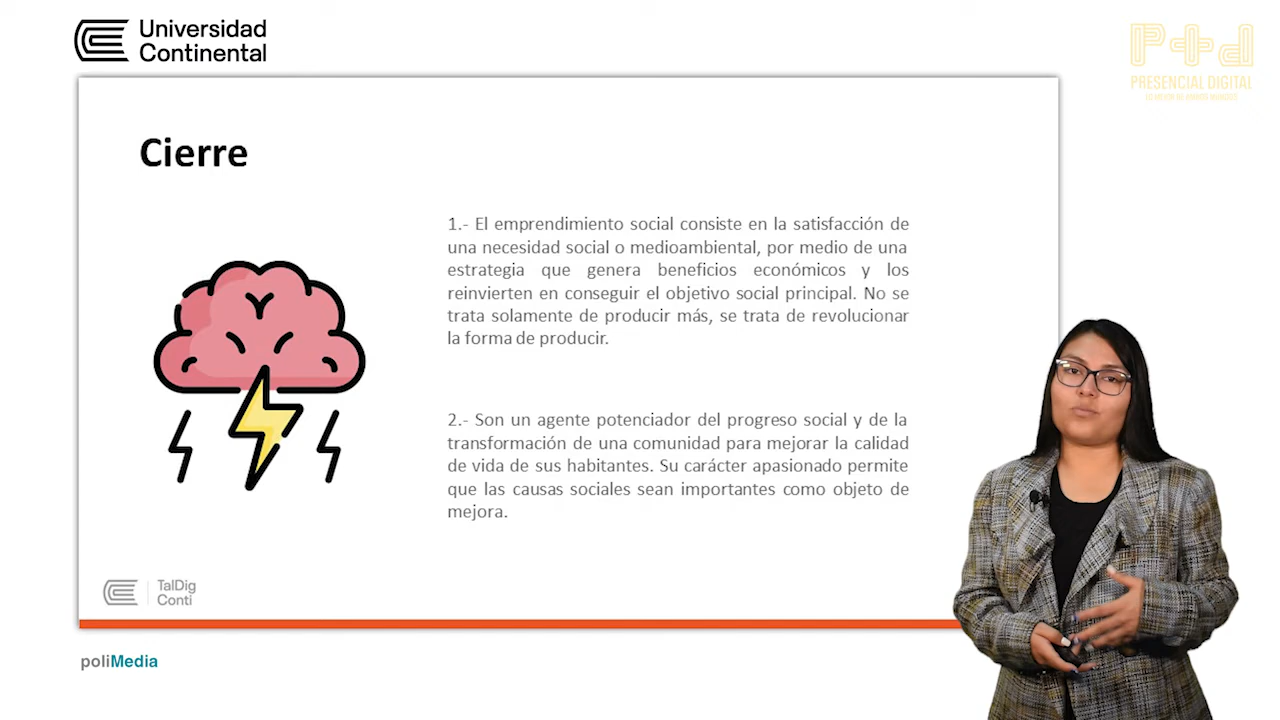 Universidad
Continental
P+d
PRESENCIAL DIGITAL
Cierre
1.- El emprendimiento social consiste en la satisfacción de
una necesidad social o medioambiental, por medio de una
estrategia que genera beneficios económicos y los
reinvierten en conseguir el objetivo social principal. No se
trata solamente de producir más, se trata de revolucionar
la forma de producir.
2.- Son un agente potenciador del progreso social y de la
transformación de una comunidad para mejorar la calidad
de vida de sus habitantes. Su carácter apasionado permite
que las causas sociales sean importantes como objeto de
mejora.
TalDig
Conti
poliMedia